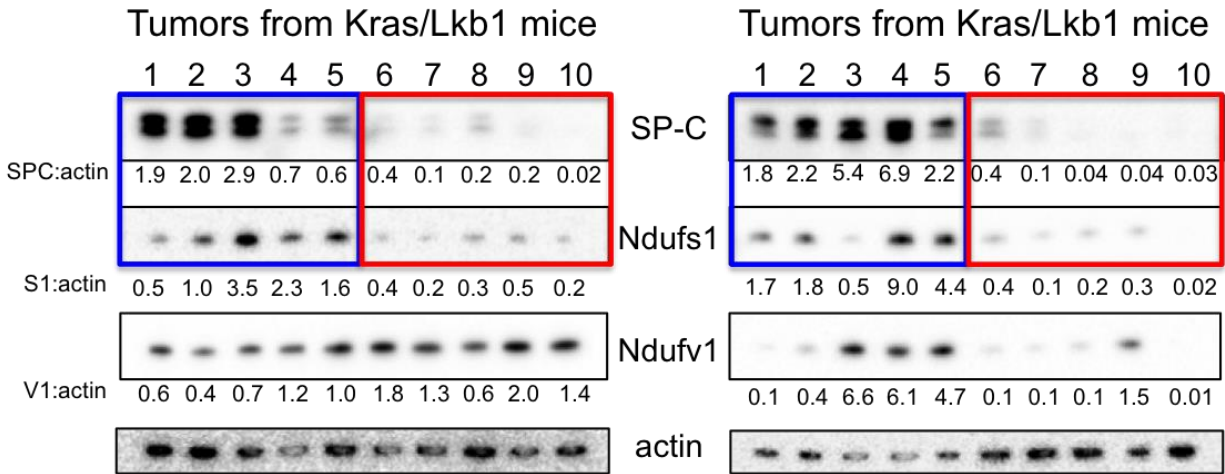 Tumors from Kras/Lkb1 mice Tumors from Kras/Lkb1 mice
1 2 3 4 5 6 7 8 9 10 1 2 3 4 5 6 7 8 9 10
SP-C
SPC:actin 1.9 2.0 2.9 0.7 0.6 0.4 0.1 0.2 0.2 0.02 1.8 2.2 5.4 6.9 2.2 0.4 0.1 0.04 0.04 0.03
Ndufs1
S1:actin 0.5 1.0 3.5 2.3 1.6 0.4 0.2 0.3 0.5 0.2 1.7 1.8 0.5 9.0 4.4 0.4 0.1 0.2 0.3 0.02
Ndufv1
V1:actin 0.6 0.4 0.7 1.2 1.0 1.8 1.3 0.6 2.0 1.4 0.1 0.4 6.6 6.1 4.7 0.1 0.1 0.1 1.5 0.01
actin